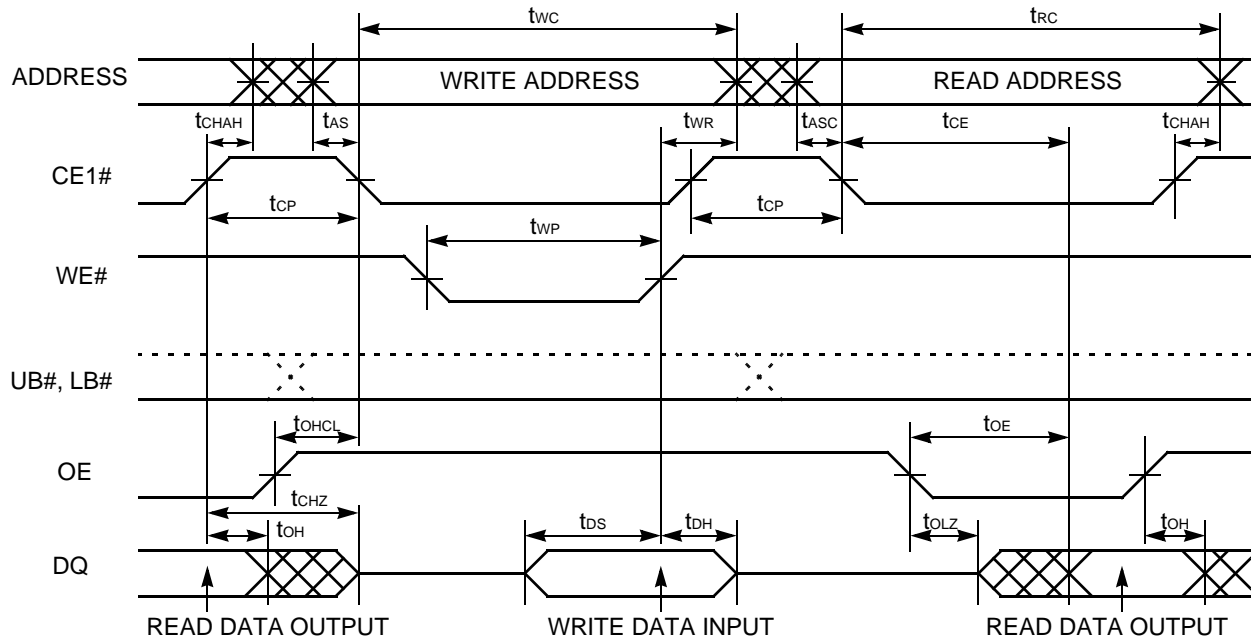 tWC tRC
ADDRESS WRITE ADDRESS READ ADDRESS
tCHAH tAS tWR tASC tCE tCHAH
CE1#
tCP tCP
tWP
WE#
UB#, LB#
tOHCL tOE
OE
tCHZ
tOH tDS tDH tOLZ tOH
DQ
READ DATA OUTPUT WRITE DATA INPUT READ DATA OUTPUT